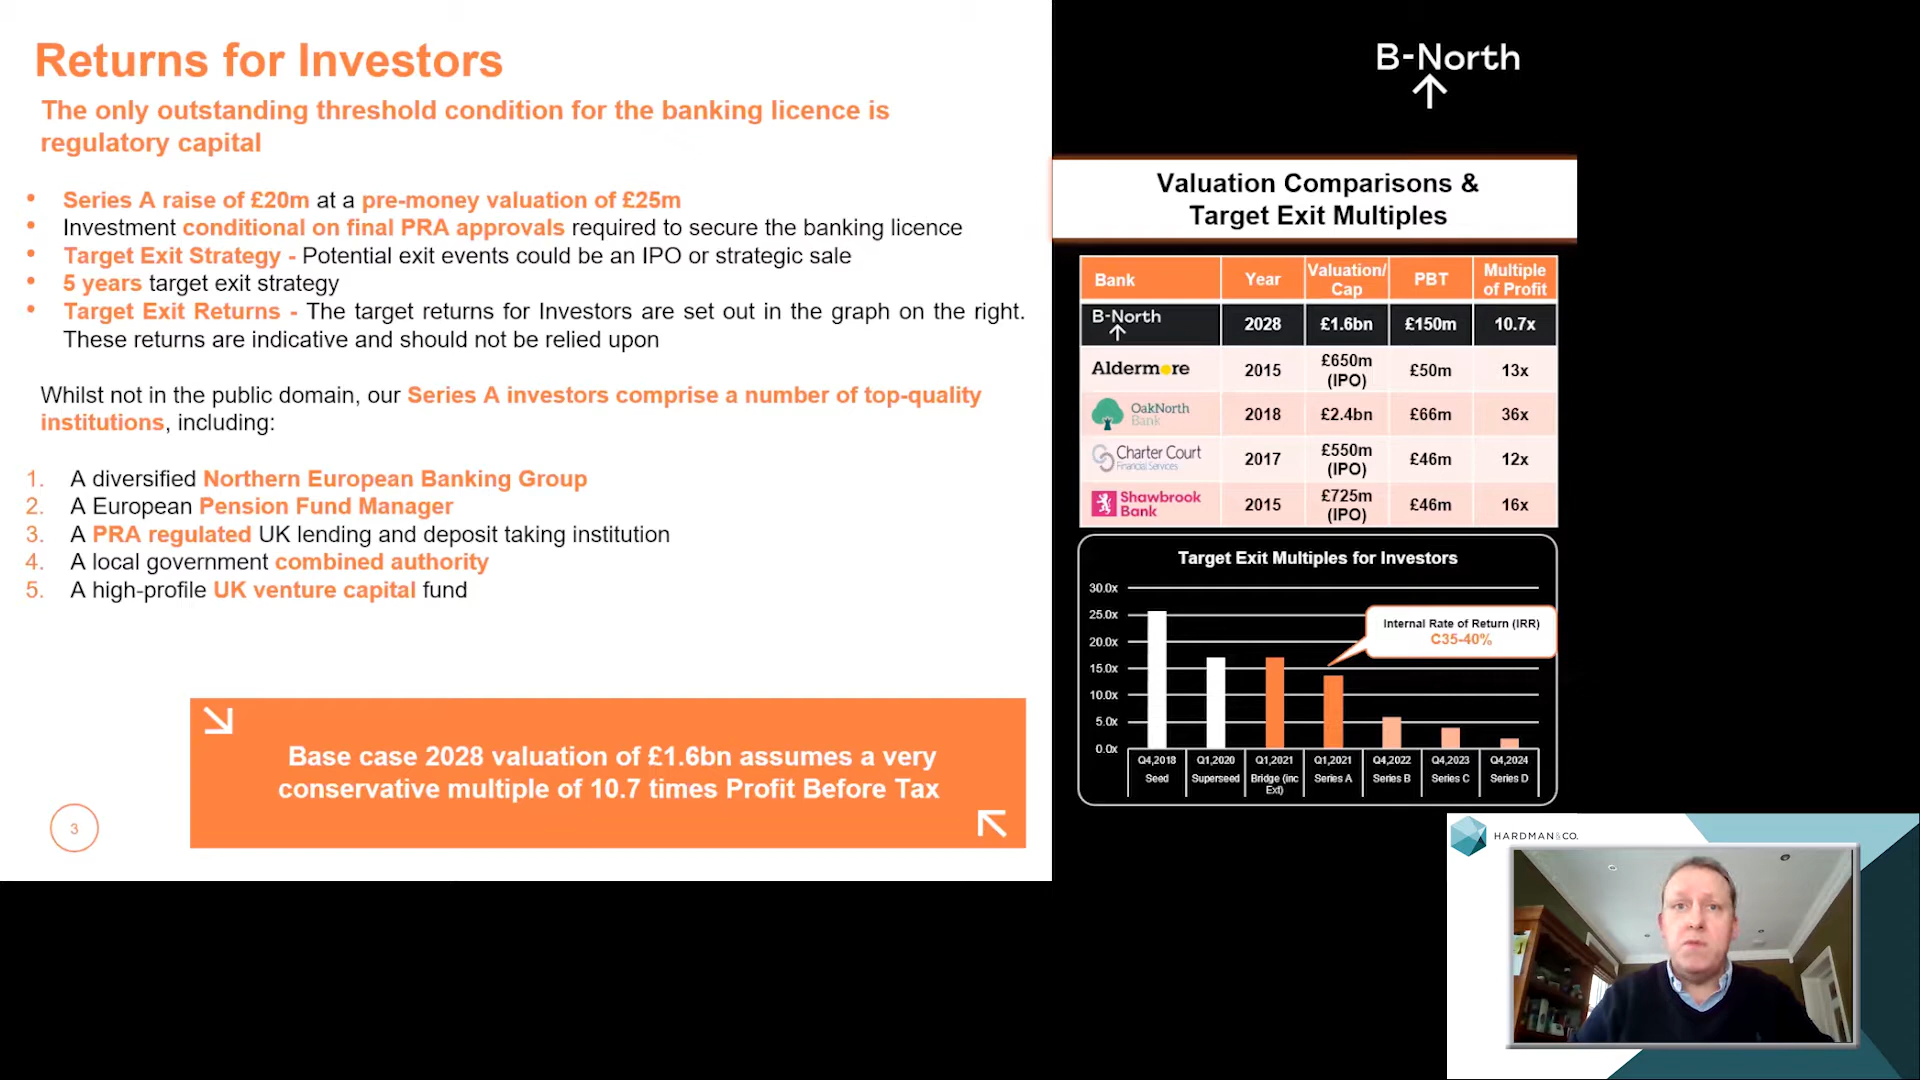 Returns for Investors
The only outstanding threshold condition for the banking licence is
regulatory capital
• Series A raise of £20m at a pre-money valuation of £25m
• Investment conditional on final PRA approvals required to secure the banking licence
• Target Exit Strategy - Potential exit events could be an IPO or strategic sale
• 5 years target exit strategy
• Target Exit Returns - The target returns for Investors are set out in the graph on the right.
These returns are indicative and should not be relied upon
Whilst not in the public domain, our Series A investors comprise a number of top-quality
institutions, including:
1. A diversified Northern European Banking Group
2. A European Pension Fund Manager
3. A PRA regulated UK lending and deposit taking institution
4. A local government combined authority
5. A high-profile UK venture capital fund
Base case 2028 valuation of £1.6bn assumes a very
conservative multiple of 10.7 times Profit Before Tax
3
B-North
Valuation Comparisons &
Target Exit Multiples
Bank Year Valuation/ Cap PBT Multiple of Profit
B-North 2028 £1.6bn £150m 10.7x
Aldermore 2015 £650m (IPO) £50m 13x
OakNorth Bank 2018 £2.4bn £66m 36x
Charter Court Financial Services 2017 £550m (IPO) £46m 12x
Shawbrook Bank 2015 £725m (IPO) £46m 16x
Target Exit Multiples for Investors
30.0x
25.0x
20.0x
15.0x
10.0x
5.0x
0.0x
Internal Rate of Return (IRR)
C35-40%
Q4,2018 Q1,2020 Q1,2021 Q1,2021 Q4,2022 Q4,2023 Q4,2024
Seed Superseed Bridge (inc Ext) Series A Series B Series C Series D
HARDMAN&CO.